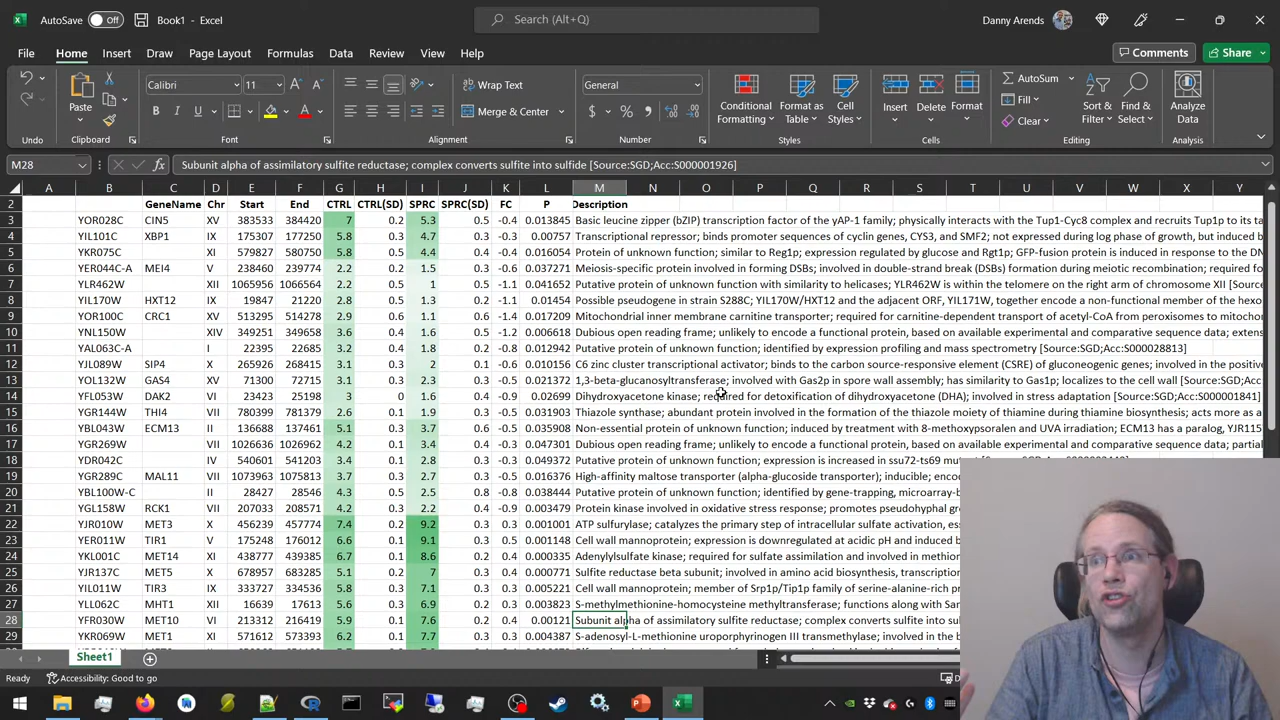 AutoSave Off Book1 - Excel Search (Alt+Q) Danny Arends
File Home Insert Draw Page Layout Formulas Data Review View Help Comments Share
Paste Calibri 11 A A Wrap Text General Conditional Formatting Format as Table Cell Styles Insert Delete Format AutoSum Fill Clear Sort & Filter Find & Select Analyze Data
B I U A Merge & Center $ %
Undo Clipboard Font Alignment Number Styles Cells Editing Analysis
M28 fx Subunit alpha of assimilatory sulfite reductase; complex converts sulfite into sulfide [Source:SGD;Acc:S000001926]
A B C D E F G H I J K L M N O P Q R S T U V W X Y
2 GeneName Chr Start End CTRL CTRL(SD) SPRC SPRC(SD) FC P Description
3 YOR028C CIN5 XV 383533 384420 7 0.2 5.3 0.5 -0.4 0.013845 Basic leucine zipper (bZIP) transcription factor of the yAP-1 family; physically interacts with the Tup1-Cyc8 complex and recruits Tup1p to its ta
4 YIL101C XBP1 IX 175307 177250 5.8 0.3 4.7 0.3 -0.3 0.00757 Transcriptional repressor; binds promoter sequences of cyclin genes, CYS3, and SMF2; not expressed during log phase of growth, but induced b
5 YKR075C XI 579827 580750 5.8 0.3 4.4 0.5 -0.4 0.016054 Protein of unknown function; similar to Reg1p; expression regulated by glucose and Rgt1p; GFP-fusion protein is induced in response to the DN
6 YER044C-A MEI4 V 238460 239774 2.2 0.2 1.5 0.3 -0.6 0.037271 Meiosis-specific protein involved in forming DSBs; involved in double-strand break (DSBs) formation during meiotic recombination; required fo
7 YLR462W XII 1065956 1066564 2.2 0.2 1 0.5 -1.1 0.041652 Putative protein of unknown function with similarity to helicases; YLR462W is within the telomere on the right arm of chromosome XII [Source:
8 YIL170W HXT12 IX 19847 21220 2.8 0.5 1.3 0.6 -1.1 0.01454 Possible pseudogene in strain S288C; YIL170W/HXT12 and the adjacent ORF, YIL171W, together encode a non-functional member of the hexo
9 YOR100C CRC1 XV 513295 514278 2.9 0.6 1.1 0.6 -1.4 0.017209 Mitochondrial inner membrane carnitine transporter; required for carnitine-dependent transport of acetyl-CoA from peroxisomes to mitochor
10 YNL150W XIV 349251 349658 3.6 0.4 1.6 0.5 -1.2 0.006618 Dubious open reading frame; unlikely to encode a functional protein, based on available experimental and comparative sequence data; exten
11 YAL063C-A I 22395 22685 3.2 0.4 1.8 0.2 -0.8 0.012942 Putative protein of unknown function; identified by expression profiling and mass spectrometry [Source:SGD;Acc:S000028813]
12 YJL089W SIP4 X 265926 268415 3.1 0.3 2 0.1 -0.6 0.010156 C6 zinc cluster transcriptional activator; binds to the carbon source-responsive element (CSRE) of gluconeogenic genes; involved in the positive
13 YOL132W GAS4 XV 71300 72715 3.1 0.3 2.3 0.3 -0.5 0.021372 1,3-beta-glucanosyltransferase; involved with Gas2p in spore wall assembly; has similarity to Gas1p; localizes to the cell wall [Source:SGD;Acc
14 YFL053W DAK2 VI 23423 25198 3 0 1.6 0.4 -0.9 0.02699 Dihydroxyacetone kinase; required for detoxification of dihydroxyacetone (DHA); involved in stress adaptation [Source:SGD;Acc:S000001841]
15 YGR144W THI4 VII 780399 781379 2.6 0.1 1.9 0.3 -0.5 0.031903 Thiazole synthase; abundant protein involved in the formation of the thiazole moiety of thiamine during thiamine biosynthesis; acts more as a
16 YBL043W ECM13 II 136688 137461 5.1 0.3 3.7 0.6 -0.5 0.035908 Non-essential protein of unknown function; induced by treatment with 8-methoxypsoralen and UVA irradiation; ECM13 has a paralog, YJR115
17 YGR269W VII 1026636 1026962 4.2 0.3 3.4 0.2 -0.3 0.047301 Dubious open reading frame; unlikely to encode a functional protein, based on available experimental and comparative sequence data; partial
18 YDR042C IV 540601 541203 3.4 0.1 2.9 0.2 -0.3 0.049372 Putative protein of unknown function; expression is increased in ssu72-ts69 mutant
19 YGR289C MAL11 VII 1073963 1075813 3.7 0.1 2.6 0.3 -0.5 0.016376 High-affinity maltose transporter (alpha-glucoside transporter); inducible; encod
20 YBL100W-C II 28427 28546 4.3 0.5 2.5 0.8 -0.8 0.038444 Putative protein of unknown function; identified by gene-trapping, microarray-b
21 YGL158W RCK1 VII 207033 208571 4.2 0.2 2.2 0.4 -0.9 0.003479 Protein kinase involved in oxidative stress response; promotes pseudohyphal gr
22 YJR010W MET3 X 456239 457774 7.4 0.2 9.2 0.3 0.3 0.001001 ATP sulfurylase; catalyzes the primary step of intracellular sulfate activation, ess
23 YER011W TIR1 V 175248 176012 6.6 0.1 9.1 0.3 0.5 0.001148 Cell wall mannoprotein; expression is downregulated at acidic pH and induced b
24 YKL001C MET14 XI 438777 439385 6.7 0.1 8.6 0.2 0.4 0.000335 Adenylylsulfate kinase; required for sulfate assimilation and involved in methion
25 YJR137C MET5 X 678957 683285 5.1 0.2 7 0.2 0.4 0.000771 Sulfite reductase beta subunit; involved in amino acid biosynthesis, transcription
26 YIL011W TIR3 IX 333727 334536 5.8 0.3 7.6 0.3 0.4 0.005221 Cell wall mannoprotein; member of Srp1p/Tip1p family of serine-alanine-rich pr
27 YLL062C MHT1 XII 16639 17613 5.6 0.3 6.9 0.2 0.3 0.003823 S-methylmethionine-homocysteine methyltransferase; functions along with Sam
28 YFR030W MET10 VI 213312 216419 5.9 0.1 7.6 0.2 0.4 0.00121 Subunit alpha of assimilatory sulfite reductase; complex converts sulfite into sulf
29 YKR069W MET1 XI 571612 573393 6.2 0.1 7.7 0.3 0.3 0.004387 S-adenosyl-L-methionine uroporphyrinogen III transmethylase; involved in the b
Sheet1
Ready Accessibility: Good to go